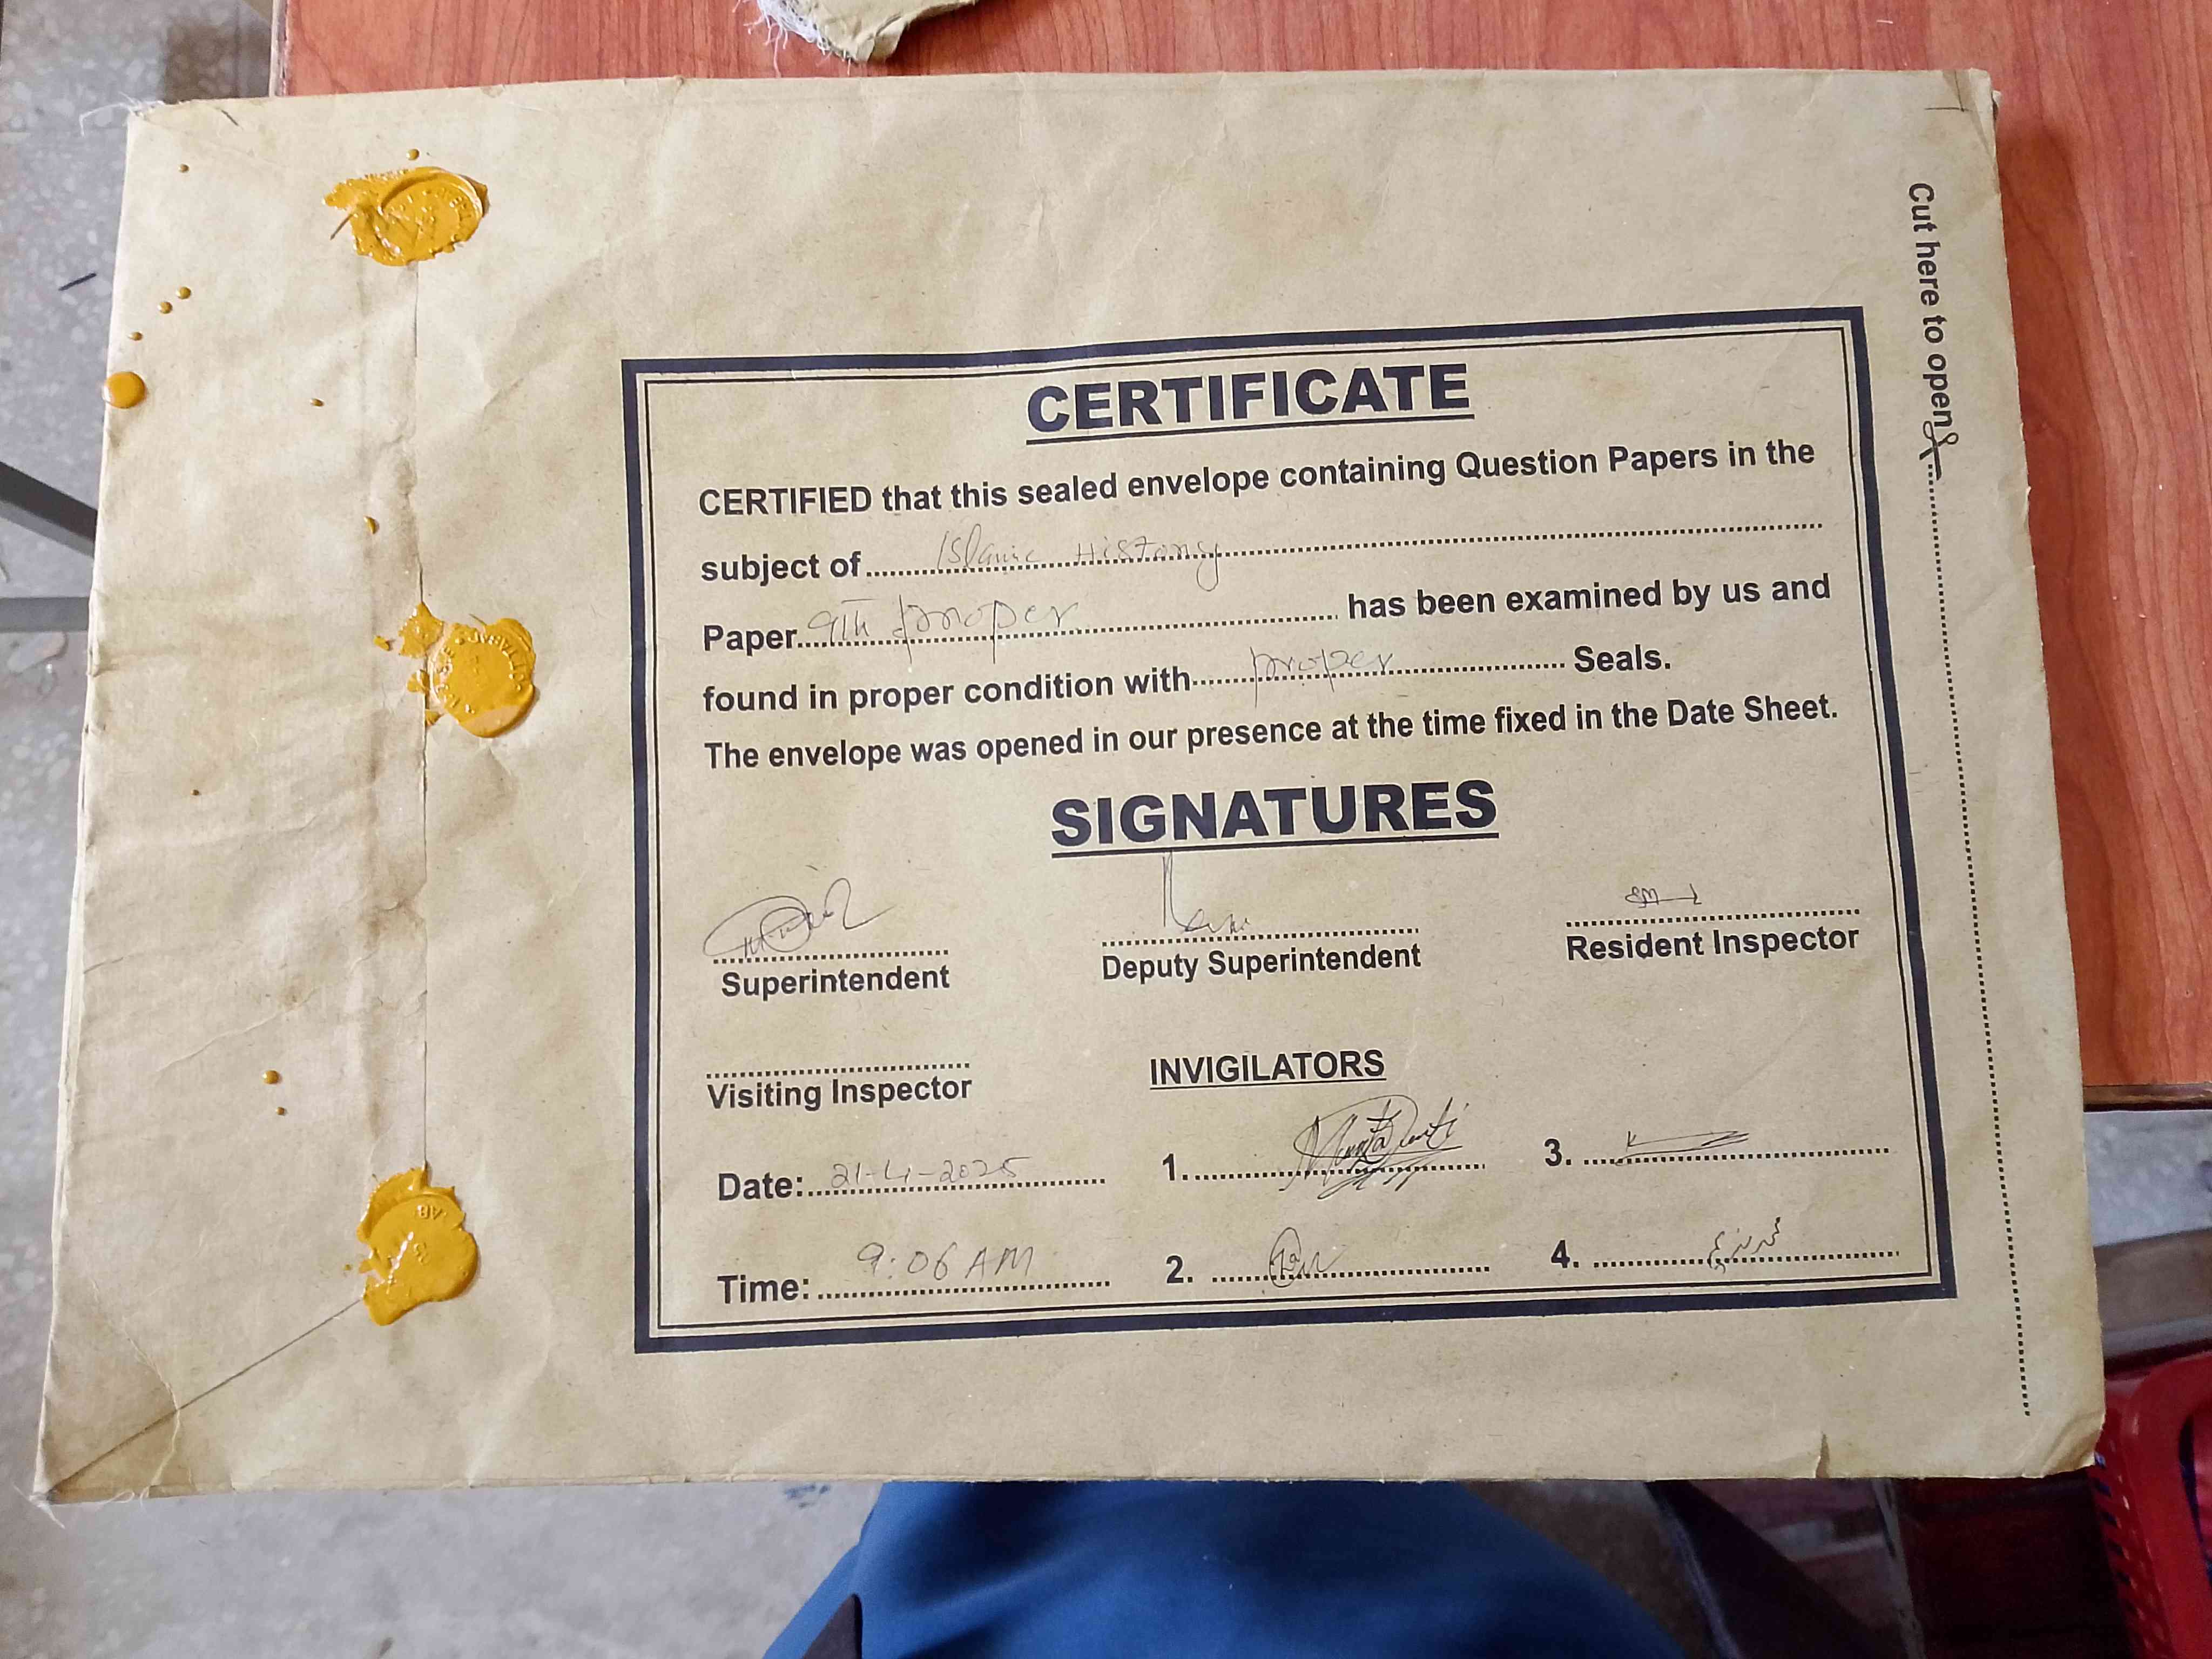 Cut here to open
CERTIFICATE
CERTIFIED that this sealed envelope containing Question Papers in the
subject of Islamic History
Paper 9th proper has been examined by us and
found in proper condition with proper Seals.
The envelope was opened in our presence at the time fixed in the Date Sheet.
SIGNATURES
Superintendent Deputy Superintendent Resident Inspector
Visiting Inspector INVIGILATORS
Date: 21-4-2025 1. 3.
Time: 9:06 AM 2. 4.